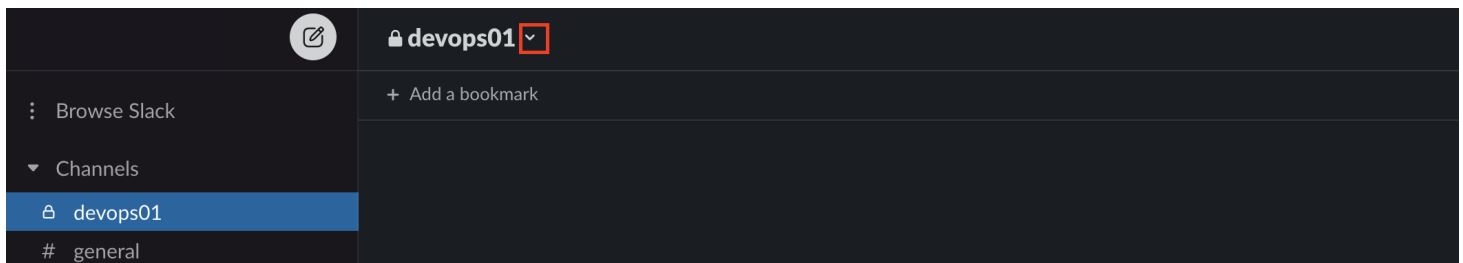 devops01
+ Add a bookmark
Browse Slack
Channels
devops01
# general